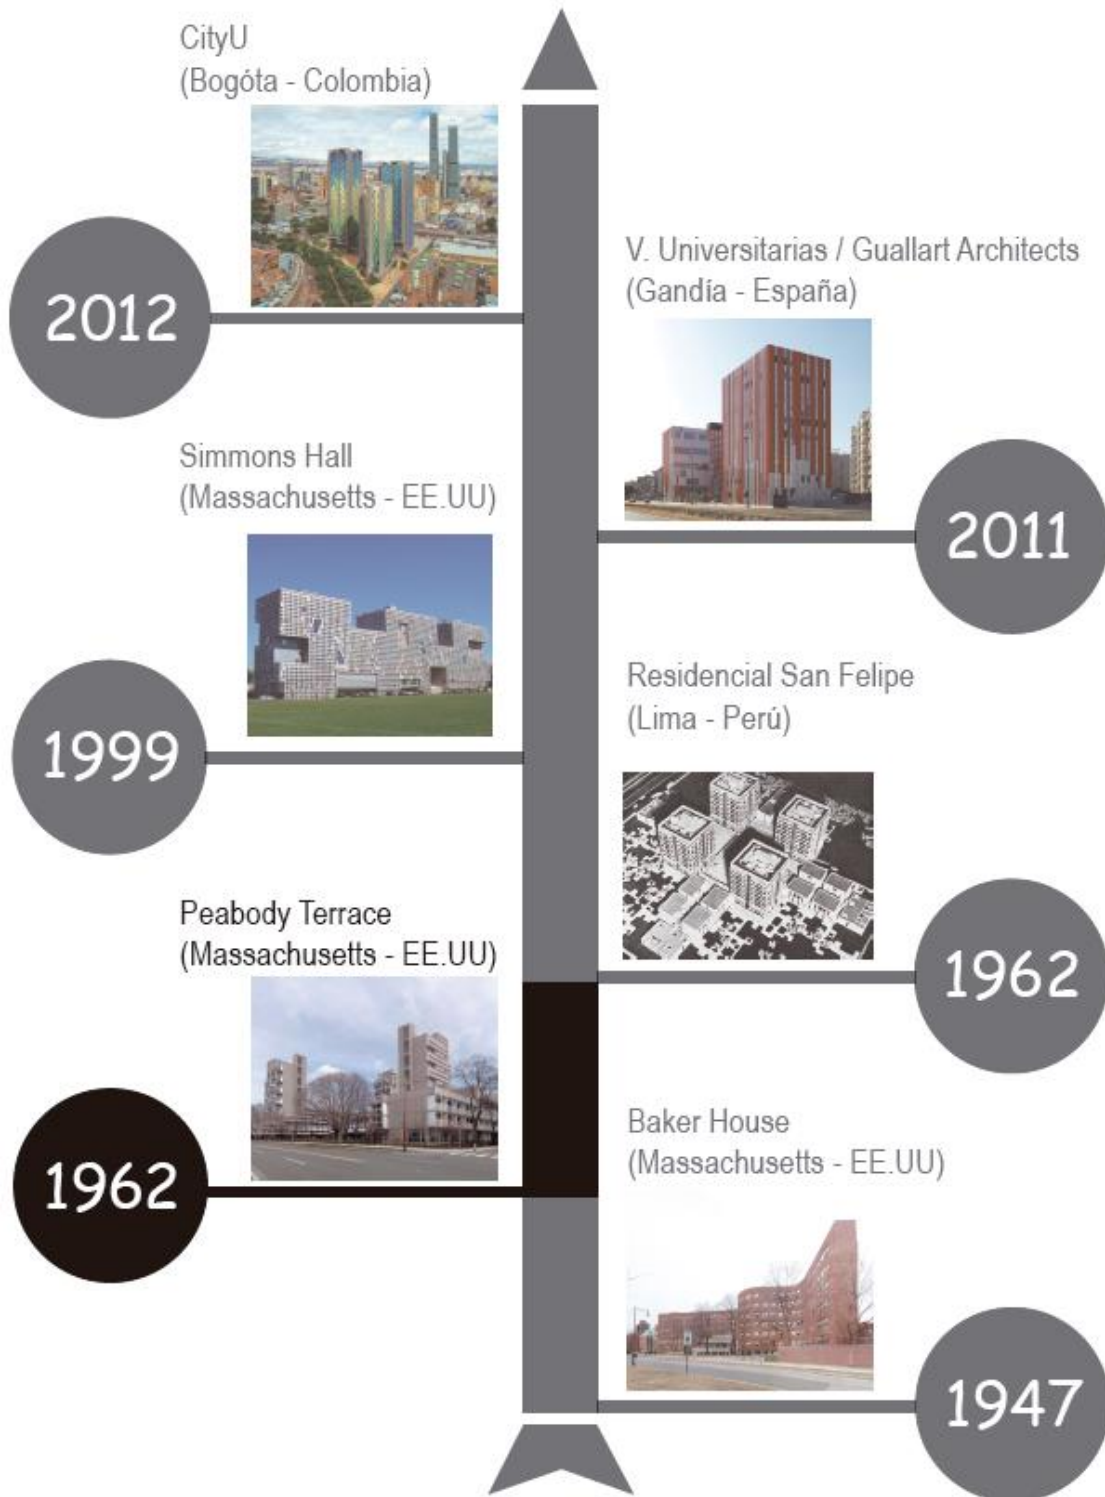 CityU
(Bogóta - Colombia)
2012
V. Universitarias / Guallart Architects
(Gandía - España)
2011
Simmons Hall
(Massachusetts - EE.UU)
1999
Residencial San Felipe
(Lima - Perú)
1962
Peabody Terrace
(Massachusetts - EE.UU)
1962
Baker House
(Massachusetts - EE.UU)
1947